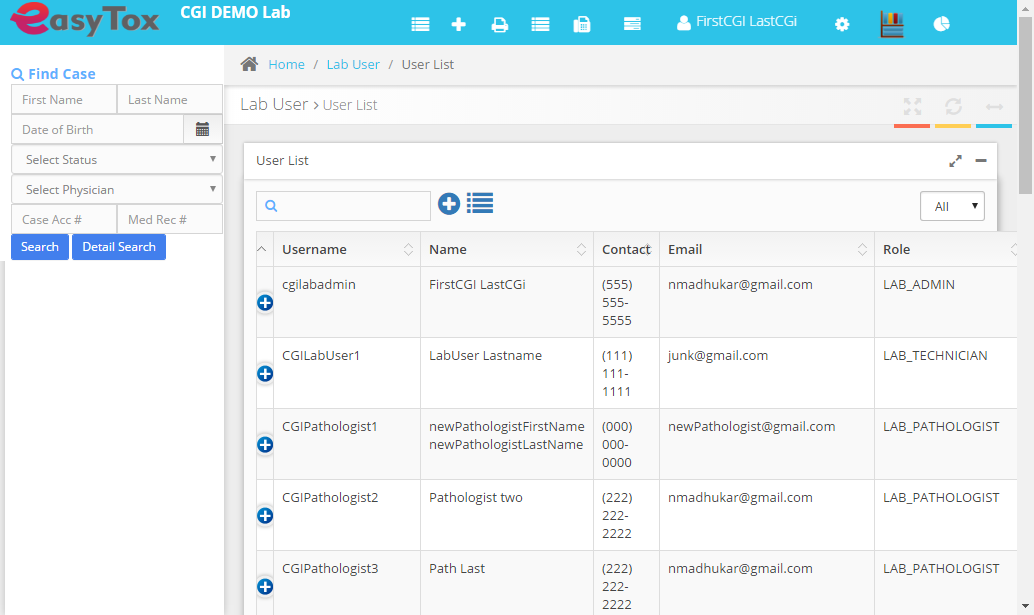 easyTox
CGI DEMO Lab
FirstCGI LastCGi
Find Case
First Name
Last Name
Date of Birth
Select Status
Select Physician
Case Acc #
Med Rec #
Search
Detail Search
Home / Lab User / User List
Lab User > User List
User List
All
Username Name Contact Email Role
cgilabadmin FirstCGI LastCGi (555) nmadhukar@gmail.com LAB_ADMIN
555-
5555
CGILabUser1 LabUser Lastname (111) junk@gmail.com LAB_TECHNICIAN
111-
1111
CGIPathologist1 newPathologistFirstName (000) newPathologist@gmail.com LAB_PATHOLOGIST
newPathologistLastName 000-
0000
CGIPathologist2 Pathologist two (222) nmadhukar@gmail.com LAB_PATHOLOGIST
222-
2222
CGIPathologist3 Path Last (222) nmadhukar@gmail.com LAB_PATHOLOGIST
222-
2222